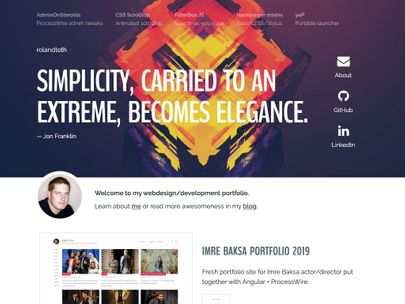 AdminOnSteroids
ProcessWire admin tweaks
CSS Scrolltop
Animated scrolltop
FilterBox JS
Search-as-you-type
Hamburger mixins
Sass/LESS/Stylus
yaP
Portable launcher
rolandtoth
SIMPLICITY, CARRIED TO AN
EXTREME, BECOMES ELEGANCE.
— Jon Franklin
About
GitHub
LinkedIn
Welcome to my webdesign/development portfolio.
Learn about me or read more awesomeness in my blog.
IMRE BAKSA PORTFOLIO 2019
Fresh portfolio site for Imre Baksa actor/director put
together with Angular + ProcessWire.